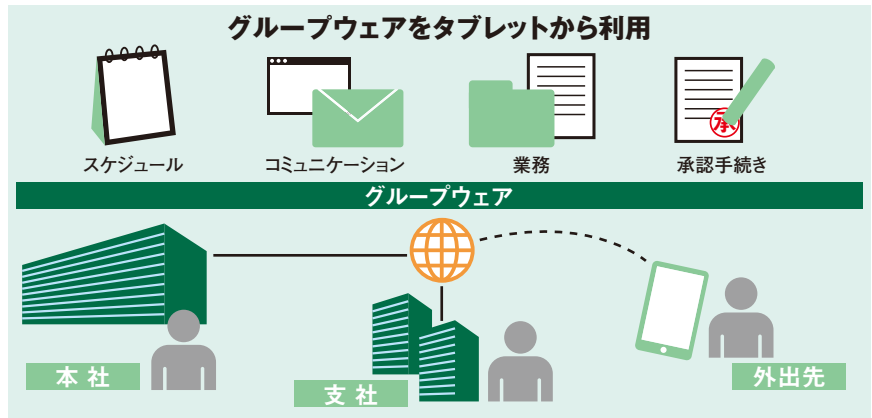 グループウェアをタブレットから利用
承
スケジュール
コミュニケーション
業務
承認手続き
グループウェア
本社
支社
外出先